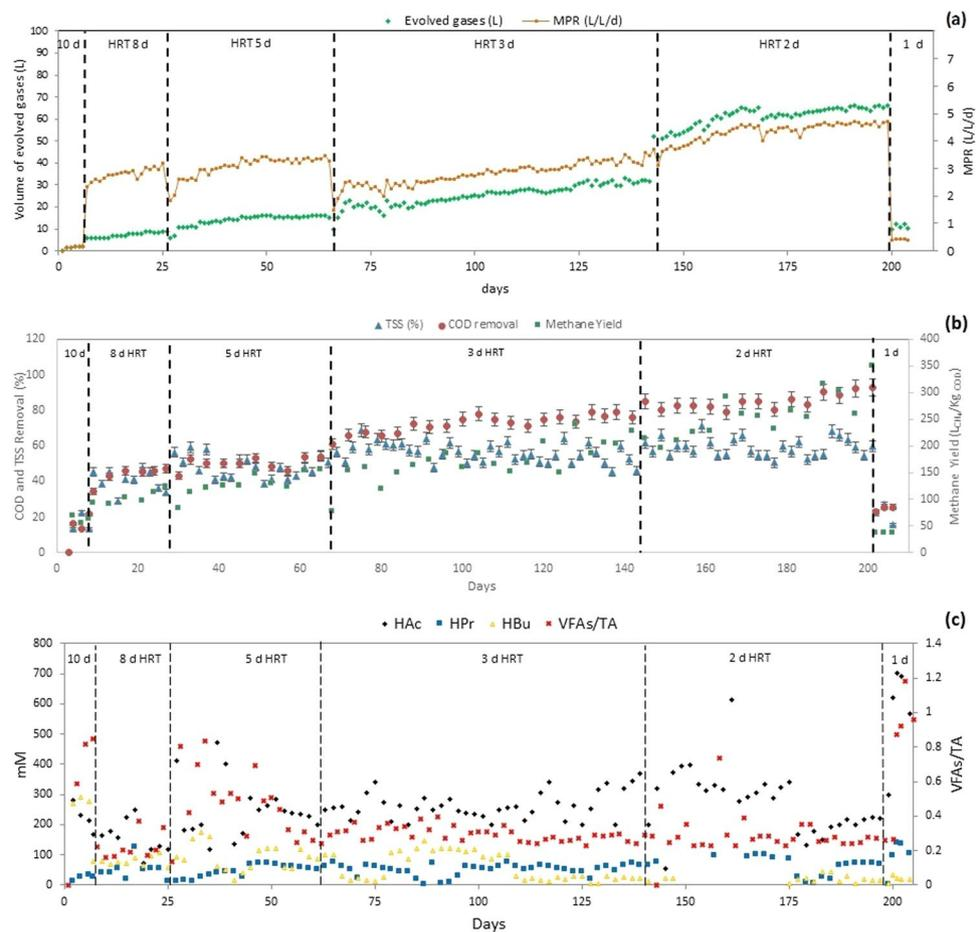 Evolved gases (L) MPR (L/L/d) (a)
10 d HRT 8 d HRT 5 d HRT 3 d HRT 2 d 1 d
Volume of evolved gases (L)
100
90
80
70
60
50
40
30
20
10
0
MPR (L/L/d)
7
6
5
4
3
2
1
0
0 25 50 75 100 125 150 175 200
days
TSS (%) COD removal Methane Yield (b)
10 d 8 d HRT 5 d HRT 3 d HRT 2 d HRT 1 d
COD and TSS Removal (%)
120
100
80
60
40
20
0
Methane Yield (LCH4/Kg COD)
400
350
300
250
200
150
100
50
0
0 20 40 60 80 100 120 140 160 180 200
Days
HAc HPr HBu VFAs/TA (c)
10 d 8 d HRT 5 d HRT 3 d HRT 2 d HRT 1 d
mM
800
700
600
500
400
300
200
100
0
VFAs/TA
1.4
1.2
1
0.8
0.6
0.4
0.2
0
0 25 50 75 100 125 150 175 200
Days